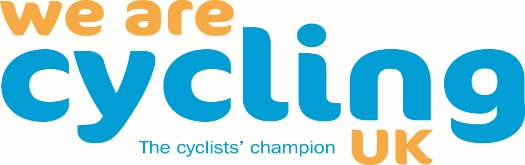 we are
cycling
The cyclists' champion UK